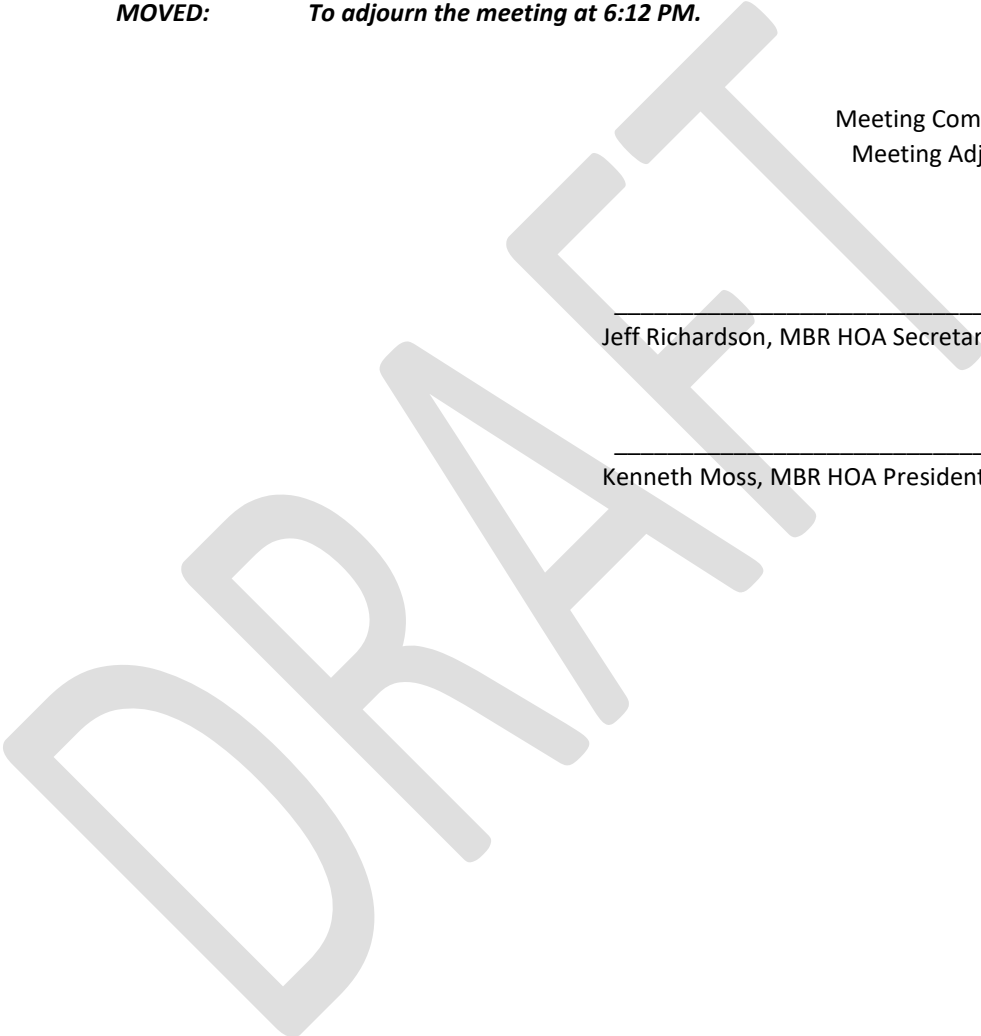 MOVED: To adjourn the meeting at 6:12 PM.
Meeting Com
Meeting Adj
Jeff Richardson, MBR HOA Secretar
Kenneth Moss, MBR HOA President
DRAFT